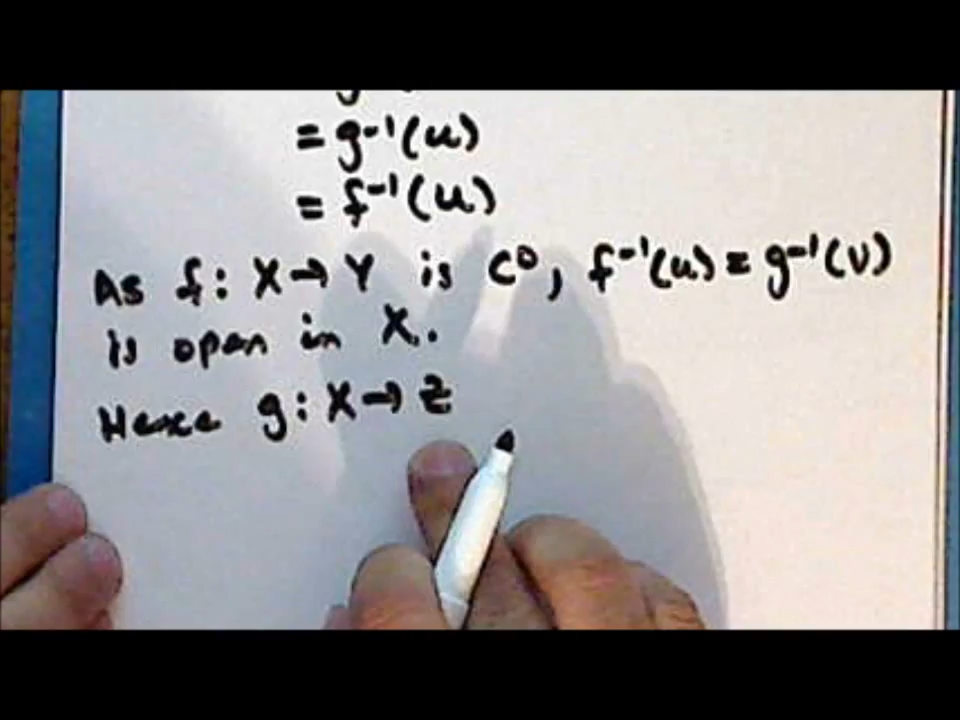 = g⁻¹(u)
= f⁻¹(u)
As f: X → Y is C⁰, f⁻¹(u) = g⁻¹(V)
is open in X.
Hence g: X → Z